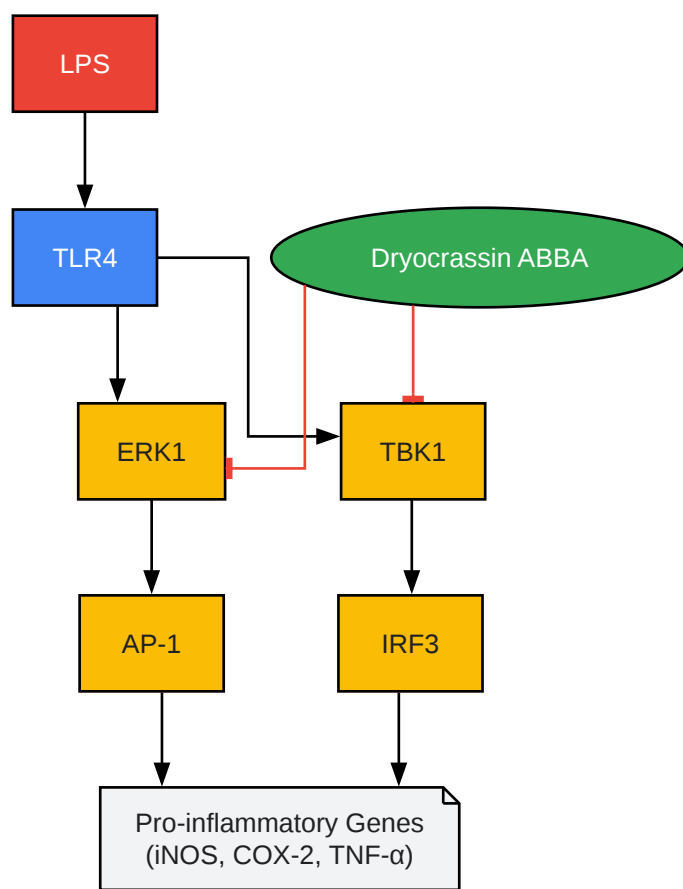 LPS
TLR4
Dryocrassin ABBA
ERK1
TBK1
AP-1
IRF3
Pro-inflammatory Genes
(iNOS, COX-2, TNF-α)